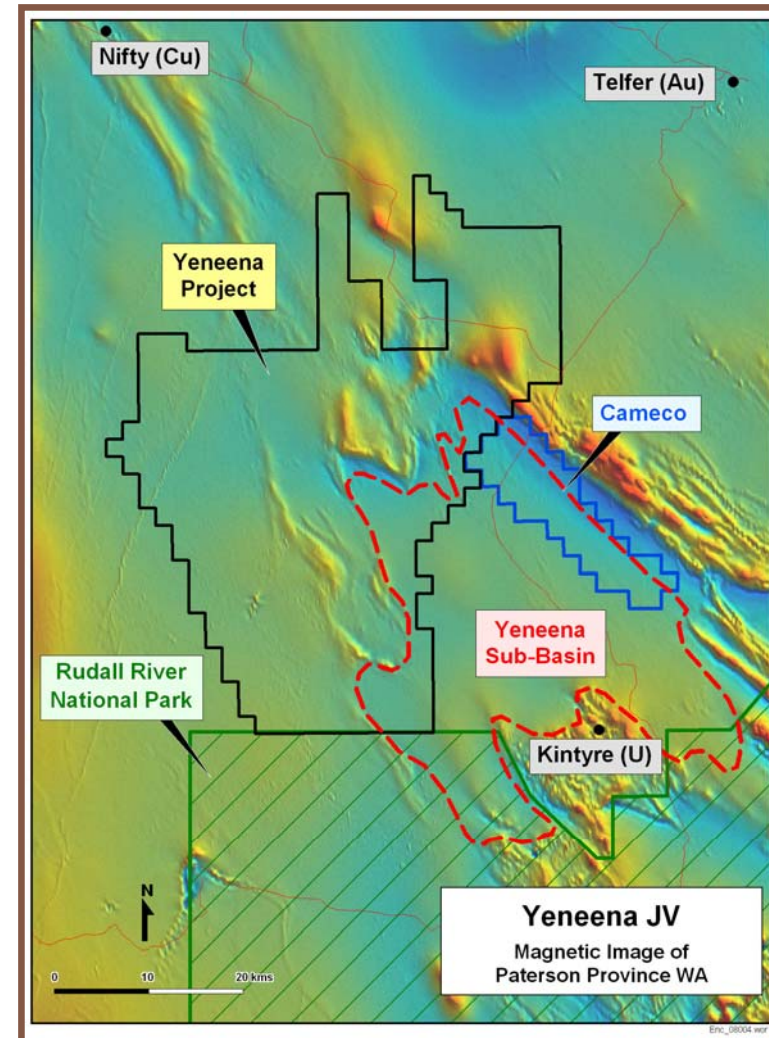 Nifty (Cu)
Telfer (Au)
Yeneena
Project
Cameco
Yeneena
Sub-Basin
Rudall River
National Park
Kintyre (U)
N
0 10 20 kms
Yeneena JV
Magnetic Image of
Paterson Province WA
Enc_08004.wor